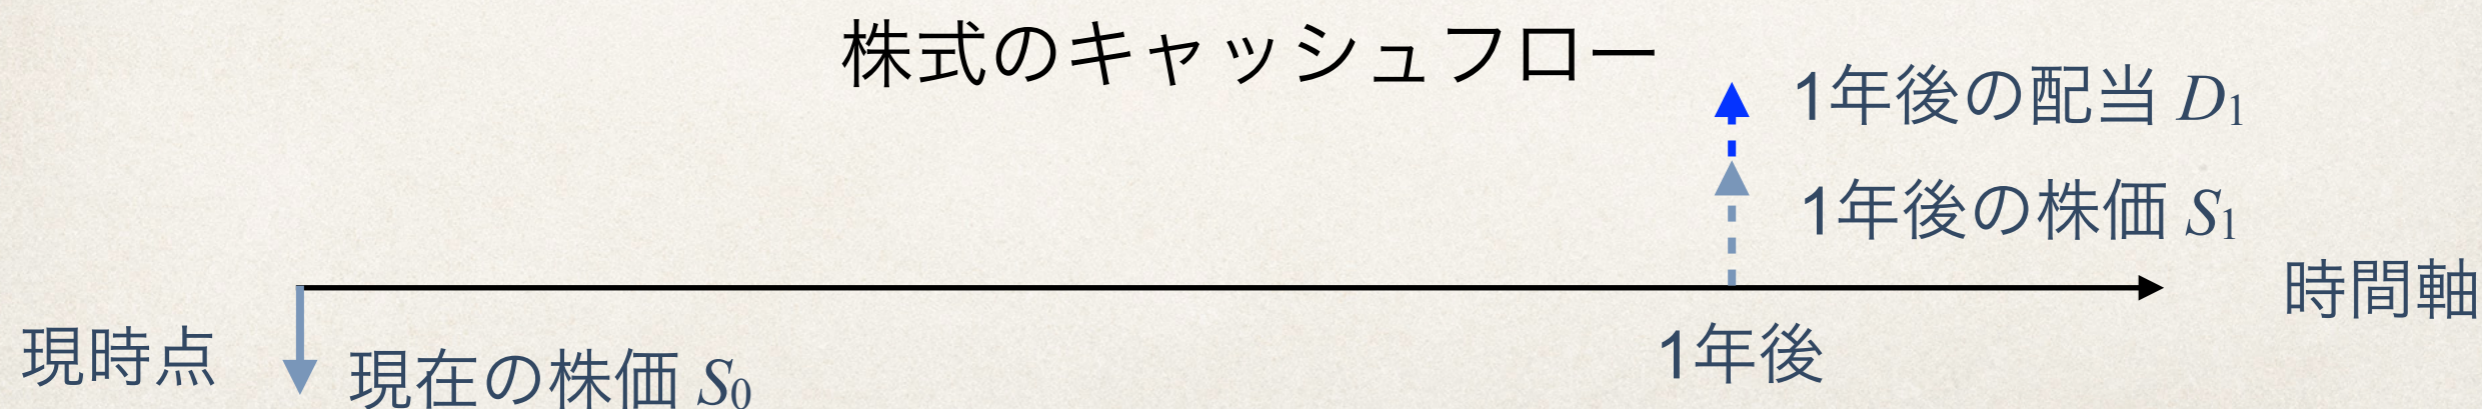 株式のキャッシュフロー
1年後の配当 D₁
1年後の株価 S₁
時間軸
現時点
現在の株価 S₀
1年後